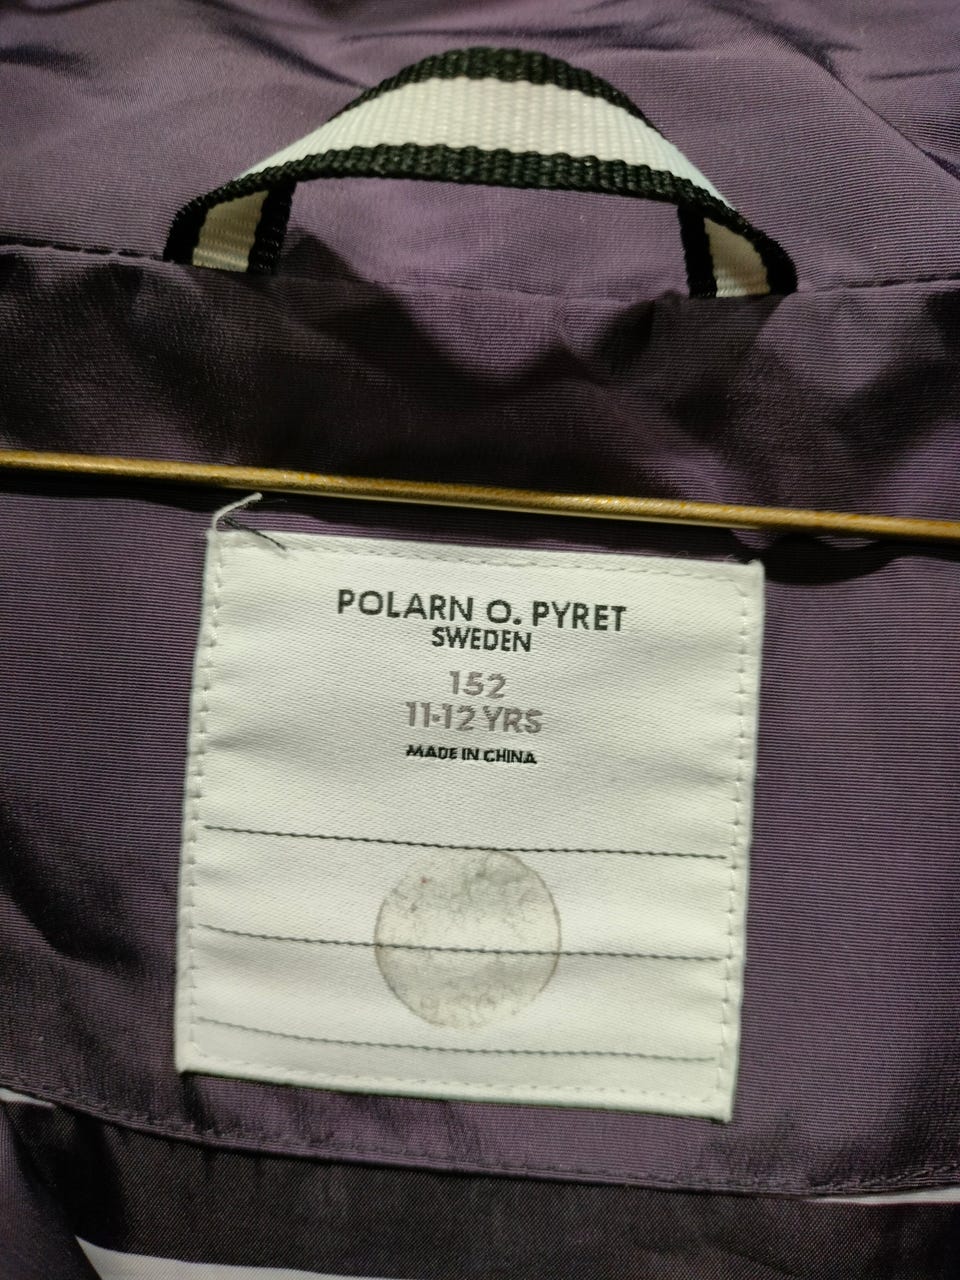 POLARN O. PYRET
SWEDEN
152
11-12 YRS
MADE IN CHINA